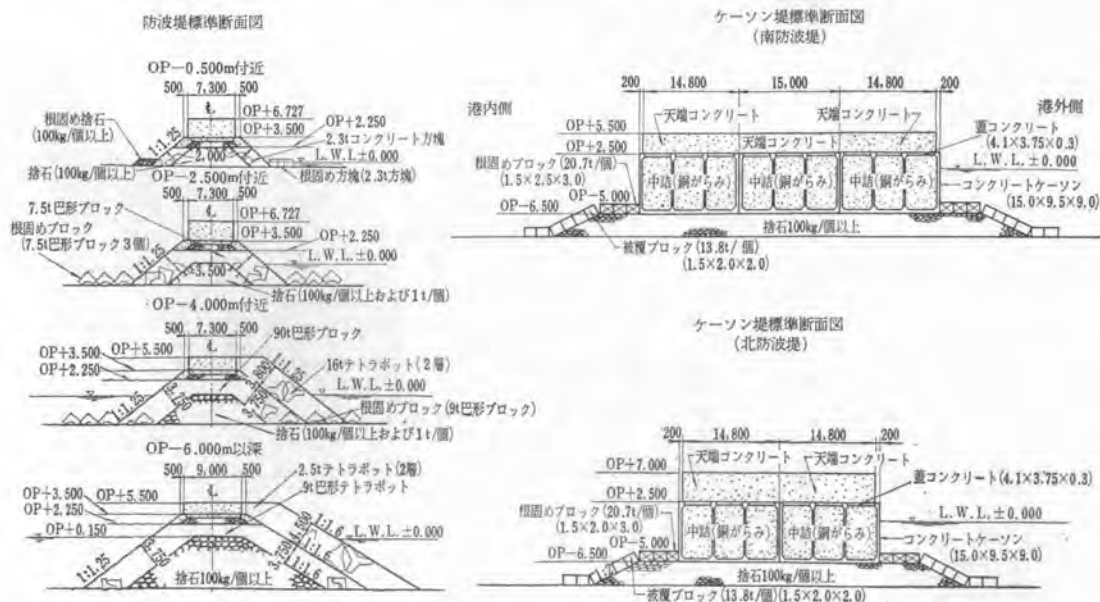 防波堤標準断面図
OP-0.500m付近
500 7,300 500
℄
OP+6.727
OP+3.500
OP+2.250
2.3tコンクリート方塊
L.W.L±0.000
根固め方塊(2.3t方塊)
根固め捨石
(100kg/個以上)
1:1.25
2.000
捨石(100kg/個以上)
OP-2.500m付近
500 7,300 500
℄
7.5t巴形ブロック
根固めブロック
(7.5t巴形ブロック3個)
OP+6.727
OP+3.500
OP+2.250
L.W.L.±0.000
1:1.25
3.500
捨石(100kg/個以上および1t/個)
OP-4.000m付近
500 7,300 500
℄
90t巴形ブロック
OP+3.500
OP+5.500
OP+2.250
1:1.25
16tテトラポット(2層)
L.W.L.±0.000
1:1.25
根固めブロック(9t巴形ブロック)
捨石(100kg/個以上および1t/個)
OP-6.000m以深
500 9,000 500
℄
2.5tテトラポット(2層)
9t巴形テトラポット
OP+3.500
OP+5.500
OP+2.250
OP+0.150
4.500
1:1.6
L.W.L.±0.000
1:1.25
3.750
1:1.6
1:1.6
捨石100kg/個以上
ケーソン堤標準断面図
(南防波堤)
200 14,800 15,000 14,800 200
港内側
港外側
天端コンクリート
天端コンクリート
天端コンクリート
OP+5.500
OP+2.500
蓋コンクリート
(4.1×3.75×0.3)
根固めブロック(20.7t/個)
(1.5×2.5×3.0)
L.W.L.±0.000
中詰(銅がらみ)
中詰(銅がらみ)
中詰(銅がらみ)
コンクリートケーソン
(15.0×9.5×9.0)
OP-5.000
OP-6.500
捨石100kg/個以上
被覆ブロック(13.8t/個)
(1.5×2.0×2.0)
ケーソン堤標準断面図
(北防波堤)
200 14,800 14,800 200
天端コンクリート
天端コンクリート
OP+7.000
蓋コンクリート(4.1×3.75×0.3)
OP+2.500
根固めブロック(20.7t/個)
(1.5×2.0×3.0)
L.W.L.±0.000
中詰(銅がらみ)
中詰(銅がらみ)
コンクリートケーソン
(15.0×9.5×9.0)
OP-5.000
OP-6.500
捨石100kg/個以上
被覆ブロック(13.8t/個)(1.5×2.0×2.0)